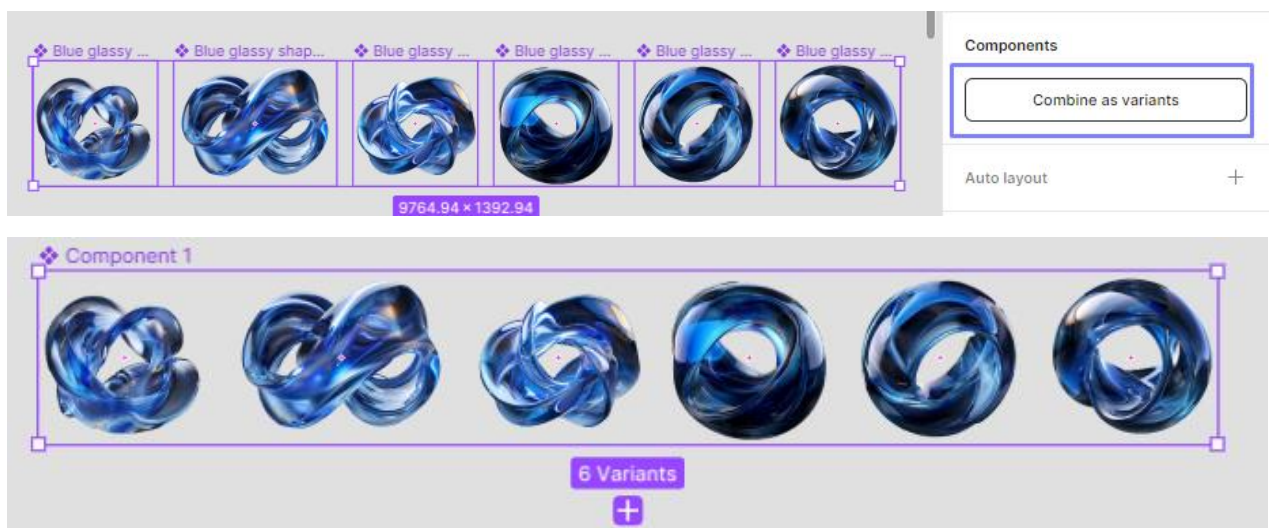 Blue glassy ...
Blue glassy shap...
Blue glassy ...
Blue glassy ...
Blue glassy ...
Blue glassy ...
9764.94 × 1392.94
Components
Combine as variants
Auto layout
Component 1
6 Variants